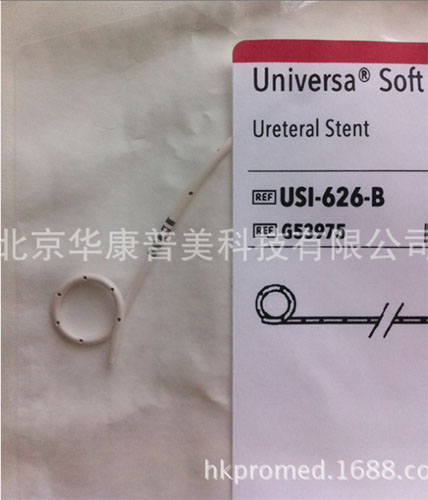 Universa® Soft
Ureteral Stent
REF USI-626-B
REF G53975
北京华康普美科技有限公司
hkpromed.1688.co